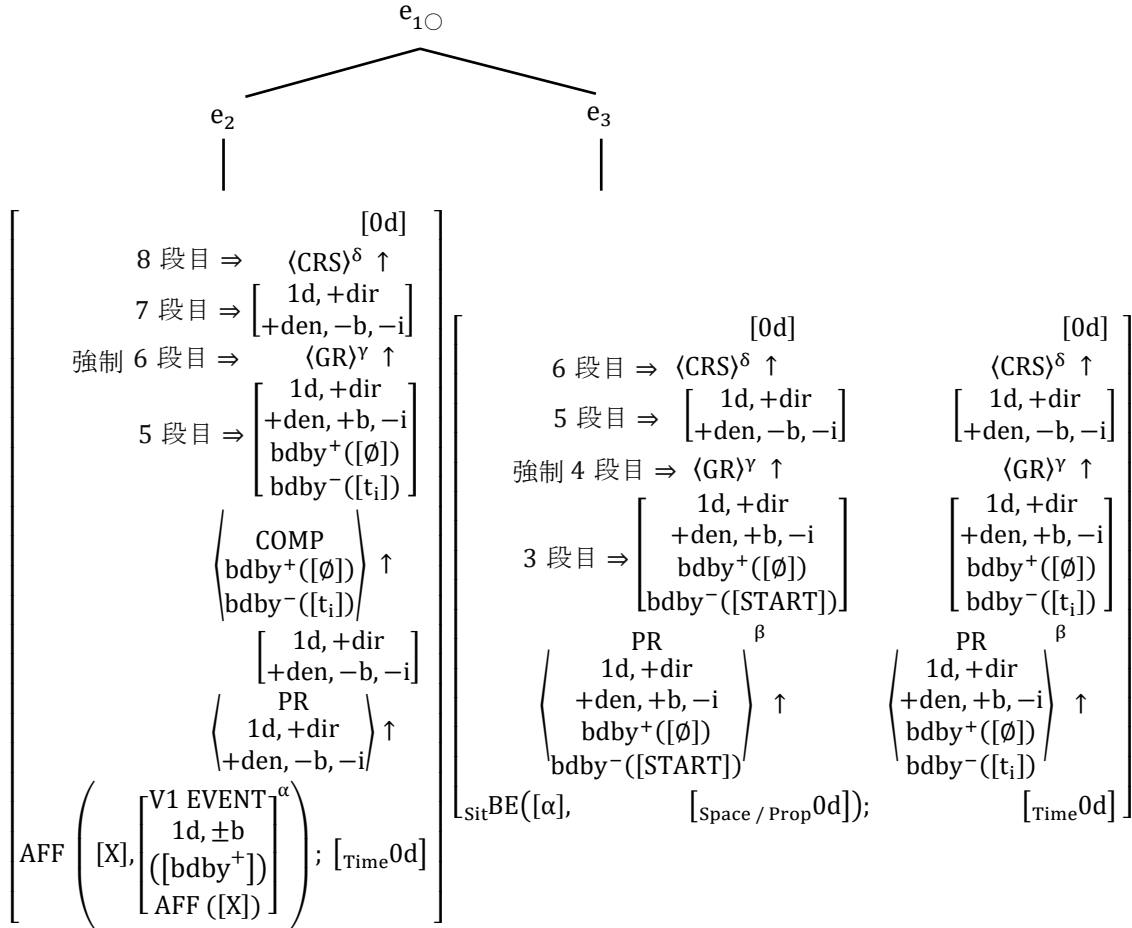 e₁○
e₂ e₃
[0d]
8 段目 ⇒ ⟨CRS⟩ᵟ ↑
7 段目 ⇒ [1d, +dir
+den, −b, −i]
強制 6 段目 ⇒ ⟨GR⟩ᵞ ↑
5 段目 ⇒ [1d, +dir
+den, +b, −i
bdby⁺([Ø])
bdby⁻([tᵢ])]
⟨COMP
bdby⁺([Ø])
bdby⁻([tᵢ])⟩ ↑
[1d, +dir
+den, −b, −i]
⟨PR
1d, +dir
+den, −b, −i⟩ ↑
AFF ([X], [V1 EVENT
1d, ±b
([bdby⁺])
AFF ([X])]ᵅ); [Time0d]
[0d] [0d]
6 段目 ⇒ ⟨CRS⟩ᵟ ↑ ⟨CRS⟩ᵟ ↑
5 段目 ⇒ [1d, +dir [1d, +dir
+den, −b, −i] +den, −b, −i]
強制 4 段目 ⇒ ⟨GR⟩ᵞ ↑ ⟨GR⟩ᵞ ↑
3 段目 ⇒ [1d, +dir [1d, +dir
+den, +b, −i +den, +b, −i
bdby⁺([Ø]) bdby⁺([Ø])
bdby⁻([START])] bdby⁻([tᵢ])]
⟨PR ⟨PR
1d, +dir 1d, +dir
+den, +b, −i +den, +b, −i
bdby⁺([Ø]) bdby⁺([Ø])
bdby⁻([START])⟩ᵝ ↑ bdby⁻([tᵢ])⟩ᵝ ↑
SitBE([α], [Space / Prop0d]); [Time0d]